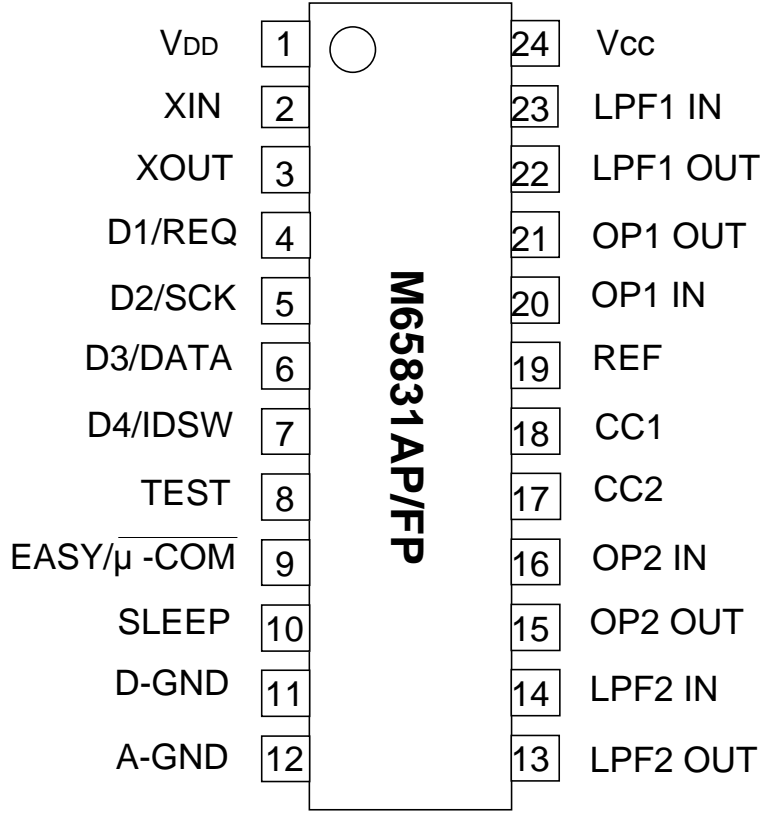 VDD 1 24 Vcc
XIN 2 23 LPF1 IN
XOUT 3 22 LPF1 OUT
D1/REQ 4 21 OP1 OUT
D2/SCK 5 20 OP1 IN
D3/DATA 6 19 REF
D4/IDSW 7 18 CC1
TEST 8 17 CC2
EASY/μ -COM 9 16 OP2 IN
SLEEP 10 15 OP2 OUT
D-GND 11 14 LPF2 IN
A-GND 12 13 LPF2 OUT
M65831AP/FP